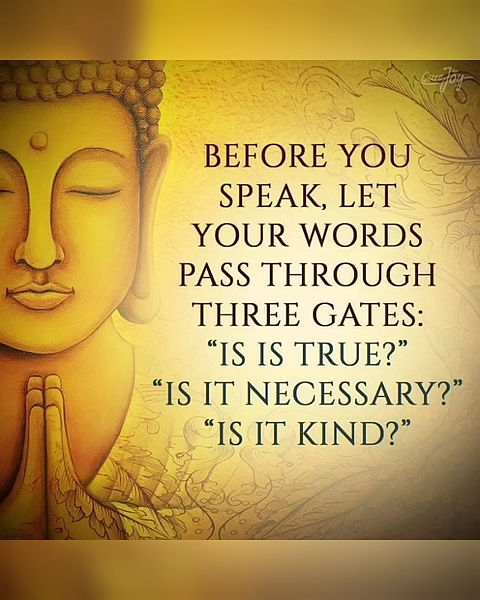 BEFORE YOU
SPEAK, LET
YOUR WORDS
PASS THROUGH
THREE GATES:
“IS IS TRUE?”
“IS IT NECESSARY?”
“IS IT KIND?”